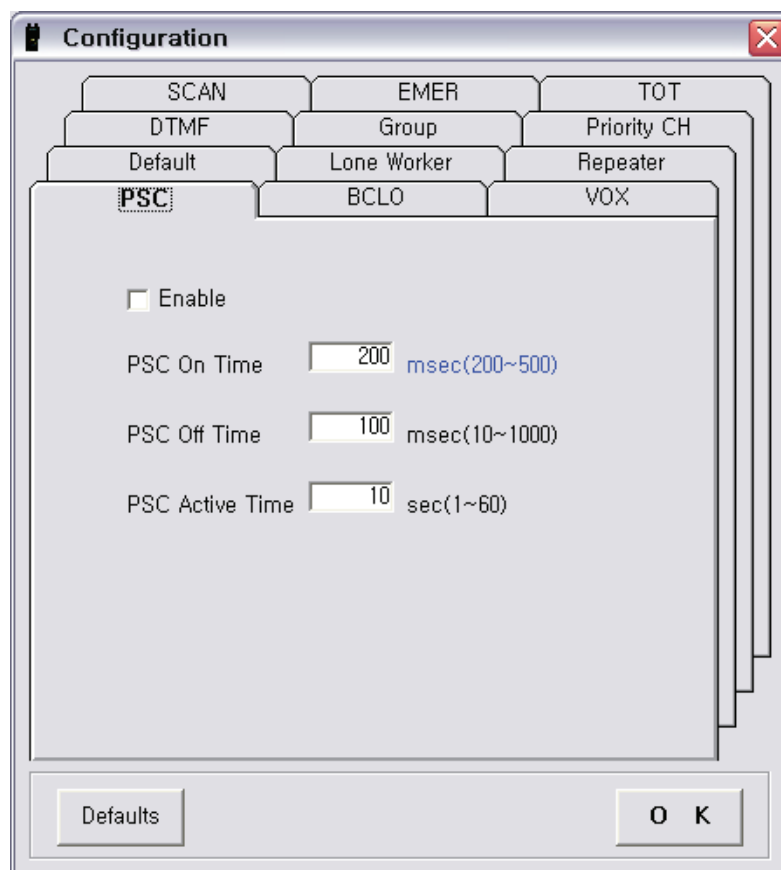 Configuration
SCAN EMER TOT
DTMF Group Priority CH
Default Lone Worker Repeater
PSC BCLO VOX
Enable
PSC On Time 200 msec(200~500)
PSC Off Time 100 msec(10~1000)
PSC Active Time 10 sec(1~60)
Defaults O K